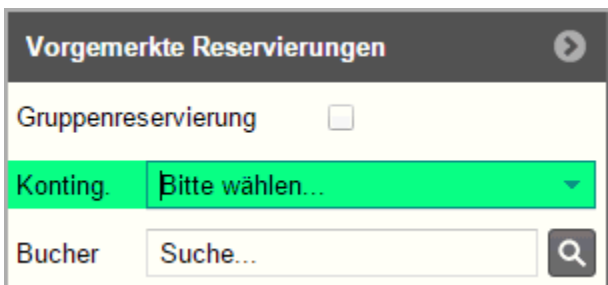 Vorgemerkte Reservierungen
Gruppenreservierung
Konting. Bitte wählen...
Bucher Suche...